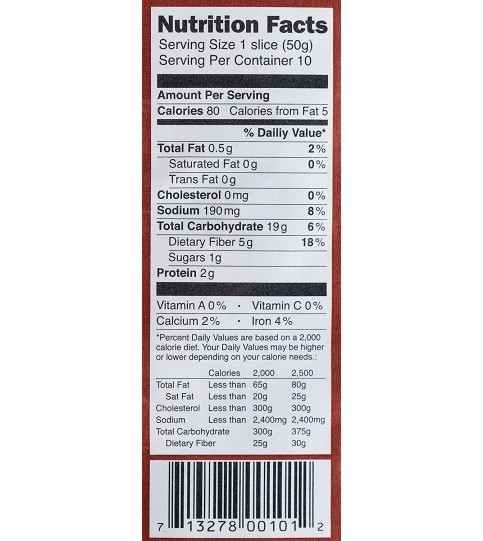 Nutrition Facts
Serving Size 1 slice (50g)
Serving Per Container 10
Amount Per Serving
Calories 80 Calories from Fat 5
% Dailiy Value*
Total Fat 0.5g 2%
Saturated Fat 0g 0%
Trans Fat 0g
Cholesterol 0mg 0%
Sodium 190mg 8%
Total Carbohydrate 19g 6%
Dietary Fiber 5g 18%
Sugars 1g
Protein 2g
Vitamin A 0% · Vitamin C 0%
Calcium 2% · Iron 4%
*Percent Daily Values are based on a 2,000
calorie diet. Your Daily Values may be higher
or lower depending on your calorie needs.:
Calories 2,000 2,500
Total Fat Less than 65g 80g
Sat Fat Less than 20g 25g
Cholesterol Less than 300g 300g
Sodium Less than 2,400mg 2,400mg
Total Carbohydrate 300g 375g
Dietary Fiber 25g 30g
7 13278 00101 2